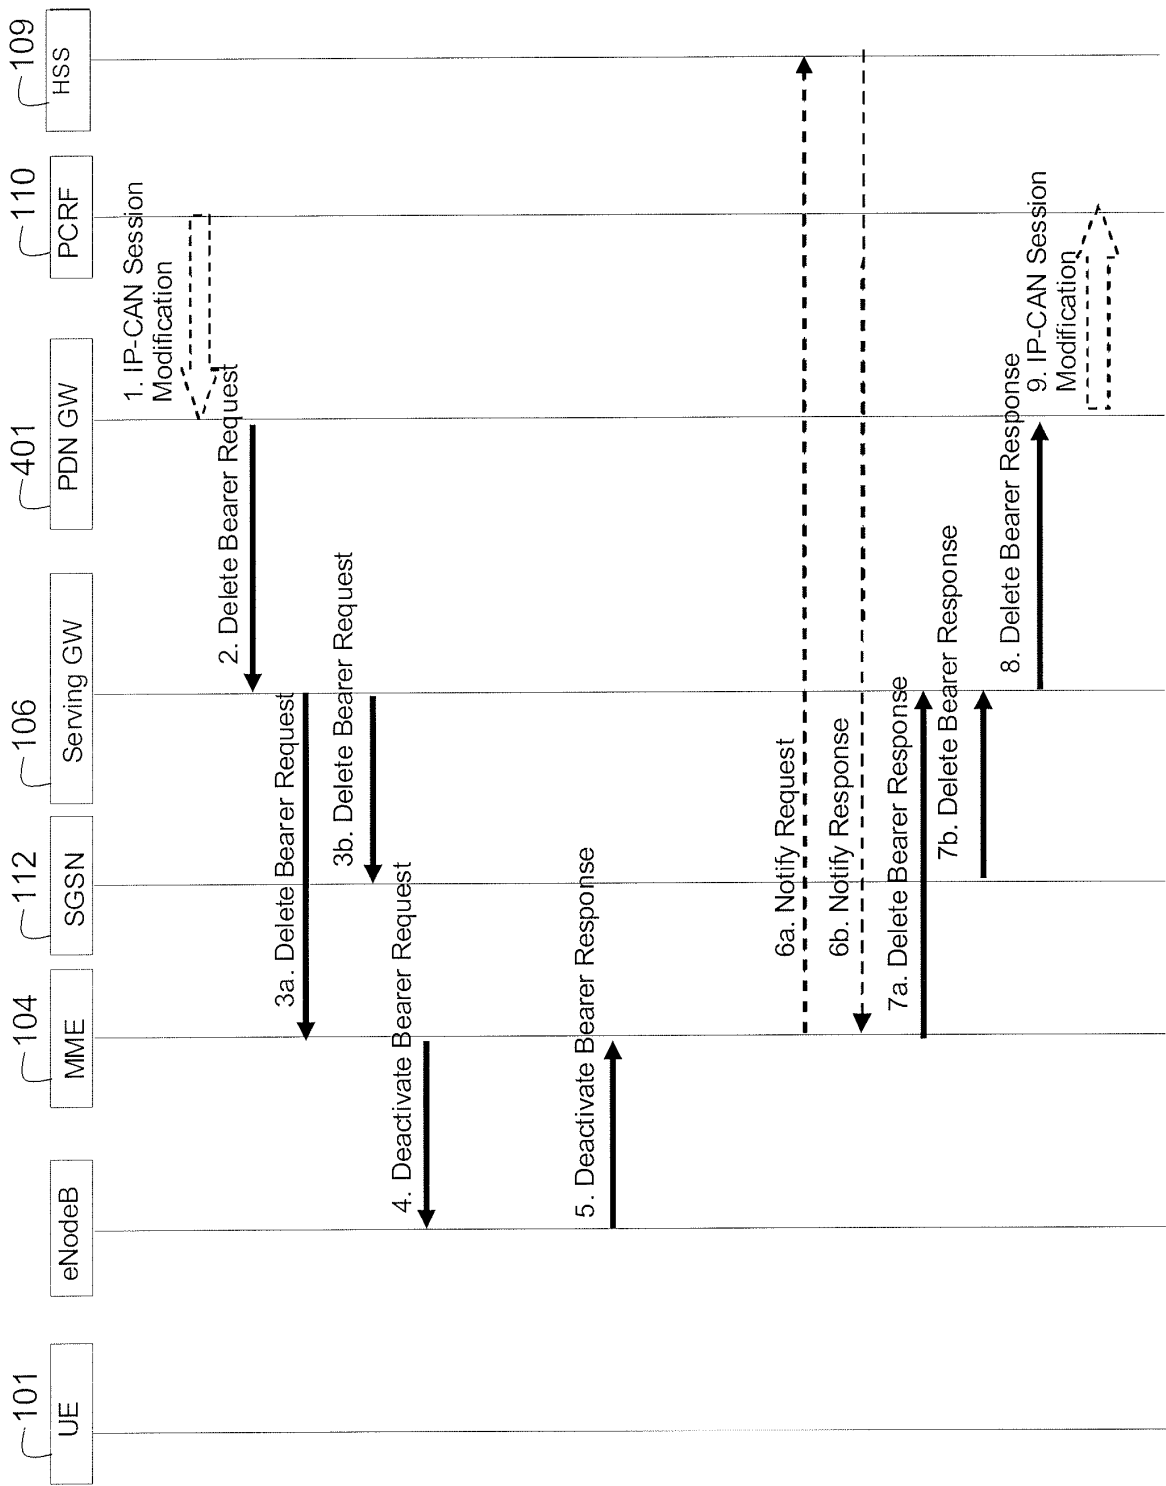 101
104
112
106
401
110
109
UE
eNodeB
MME
SGSN
Serving GW
PDN GW
PCRF
HSS
1. IP-CAN Session
Modification
2. Delete Bearer Request
3a. Delete Bearer Request
3b. Delete Bearer Request
4. Deactivate Bearer Request
5. Deactivate Bearer Response
6a. Notify Request
6b. Notify Response
7a. Delete Bearer Response
7b. Delete Bearer Response
8. Delete Bearer Response
9. IP-CAN Session
Modification